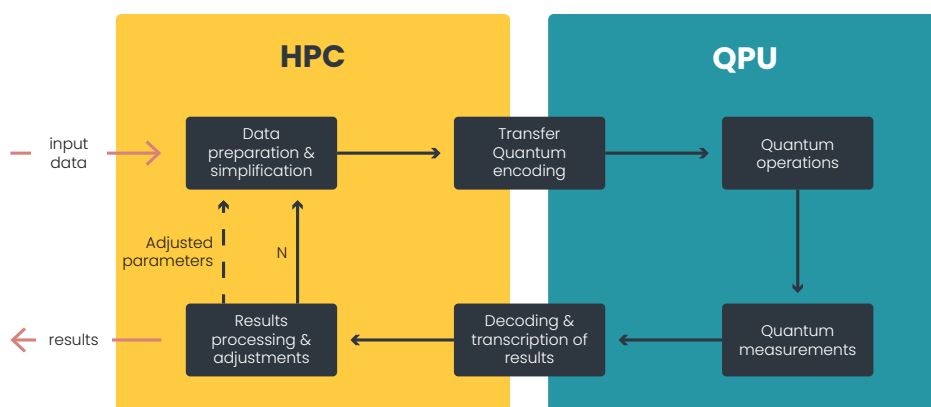 HPC
QPU
input
data
Data
preparation &
simplification
Transfer
Quantum
encoding
Quantum
operations
Adjusted
parameters
N
results
Results
processing &
adjustments
Decoding &
transcription of
results
Quantum
measurements